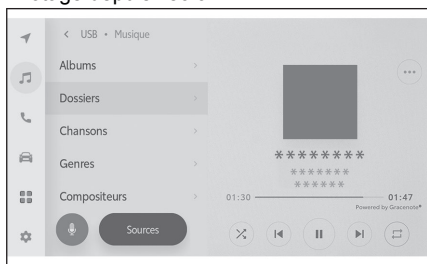 < USB • Musique
Albums
Dossiers
Chansons
Genres
Compositeurs
Sources
********
*******
******
01:30
01:47
Powered by Gracenote®